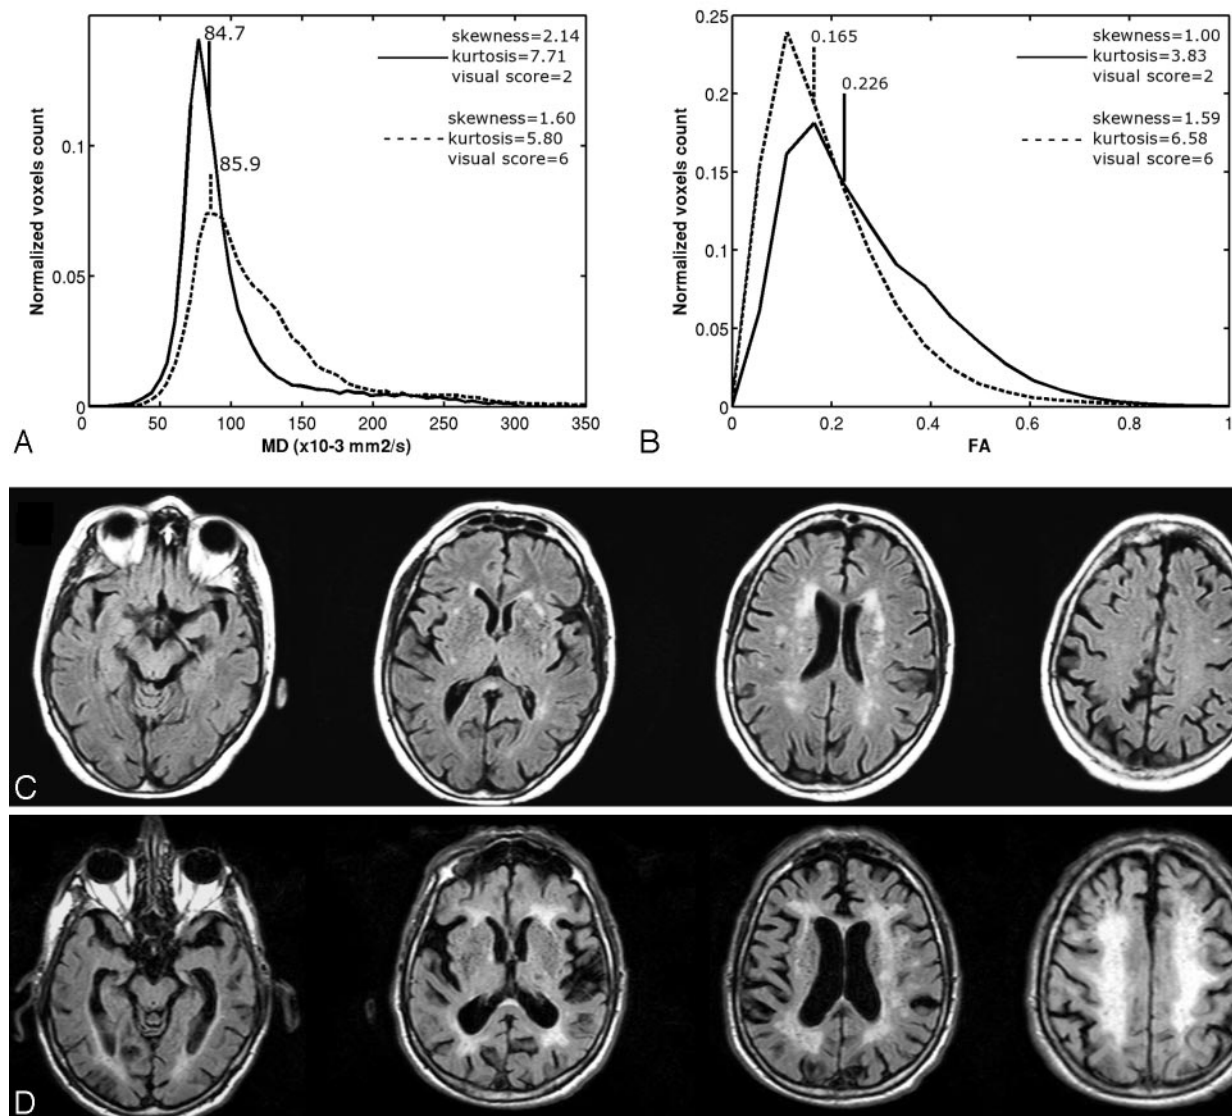 84.7
skewness=2.14
kurtosis=7.71
visual score=2
skewness=1.60
kurtosis=5.80
visual score=6
85.9
0.1
0.05
0
Normalized voxels count
0 50 100 150 200 250 300 350
MD (x10-3 mm2/s)
A
0.25
0.165
skewness=1.00
kurtosis=3.83
visual score=2
0.226
skewness=1.59
kurtosis=6.58
visual score=6
0.2
0.15
0.1
0.05
0
Normalized voxels count
0 0.2 0.4 0.6 0.8 1
FA
B
C
D